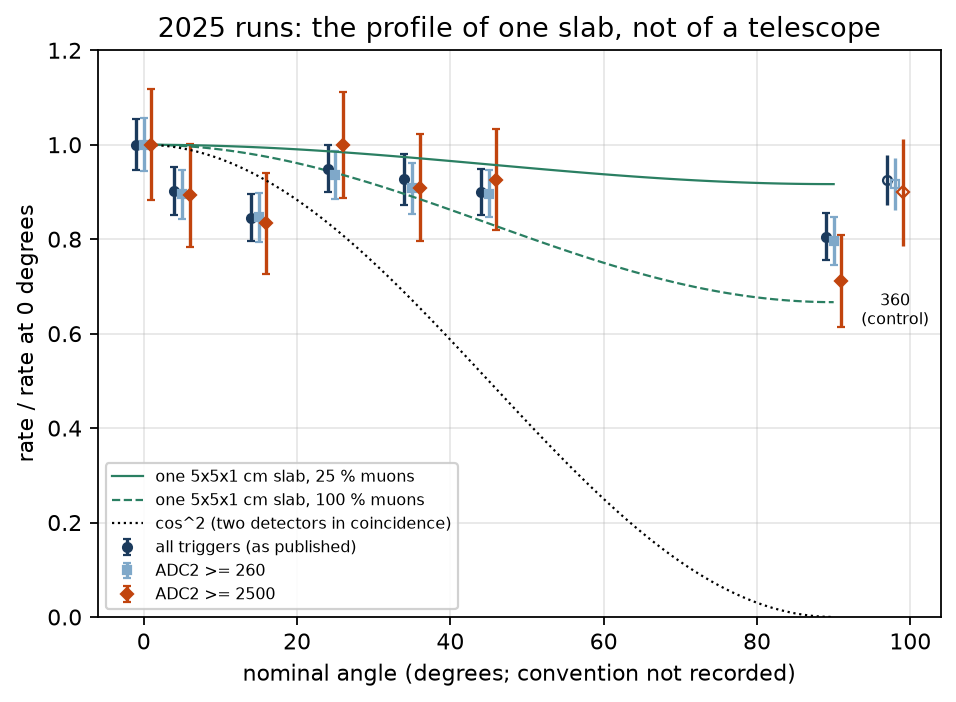 2025 runs: the profile of one slab, not of a telescope
rate / rate at 0 degrees
1.2
1.0
0.8
0.6
0.4
0.2
0.0
360
(control)
one 5x5x1 cm slab, 25 % muons
one 5x5x1 cm slab, 100 % muons
cos^2 (two detectors in coincidence)
all triggers (as published)
ADC2 >= 260
ADC2 >= 2500
0 20 40 60 80 100
nominal angle (degrees; convention not recorded)